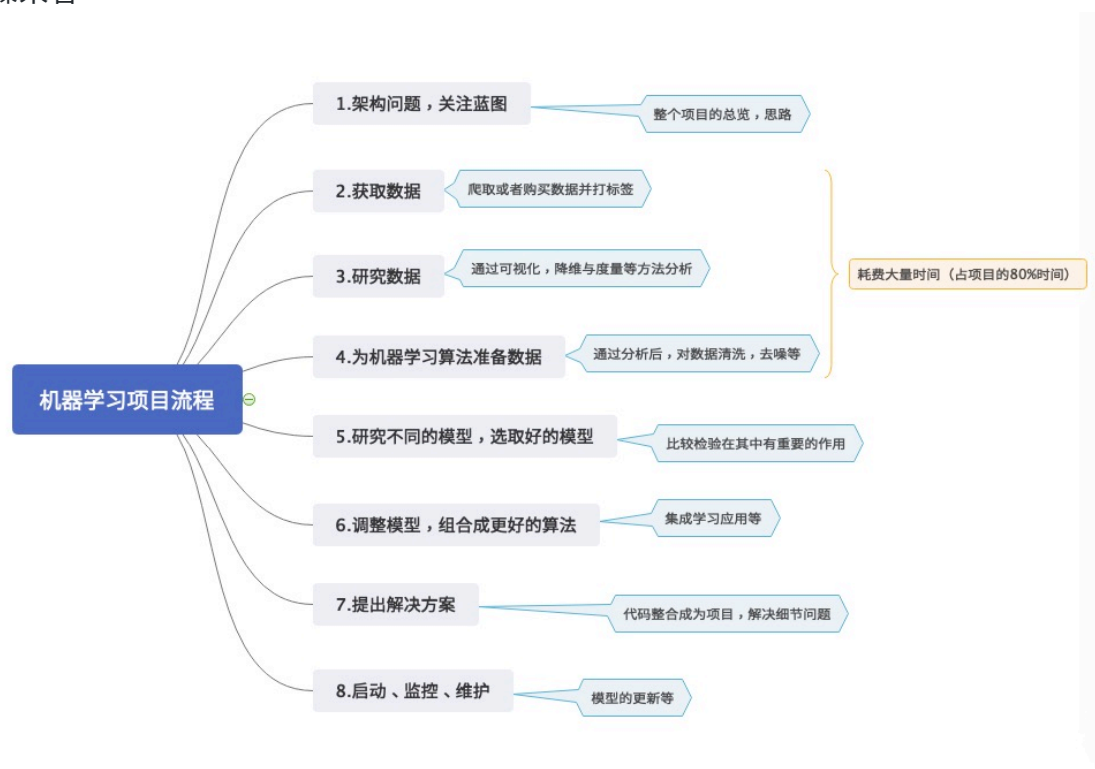 机器学习项目流程
1.架构问题，关注蓝图
整个项目的总览，思路
2.获取数据
爬取或者购买数据并打标签
3.研究数据
通过可视化，降维与度量等方法分析
耗费大量时间（占项目的80%时间）
4.为机器学习算法准备数据
通过分析后，对数据清洗，去噪等
5.研究不同的模型，选取好的模型
比较检验在其中有重要的作用
6.调整模型，组合成更好的算法
集成学习应用等
7.提出解决方案
代码整合成为项目，解决细节问题
8.启动、监控、维护
模型的更新等